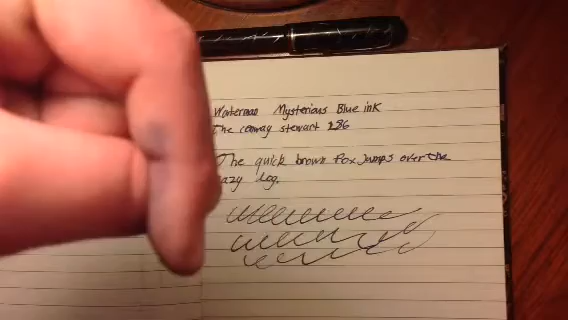 Waterman Mysterious Blue ink
The conway stewart 286
The quick brown fox jumps over the
lazy dog.